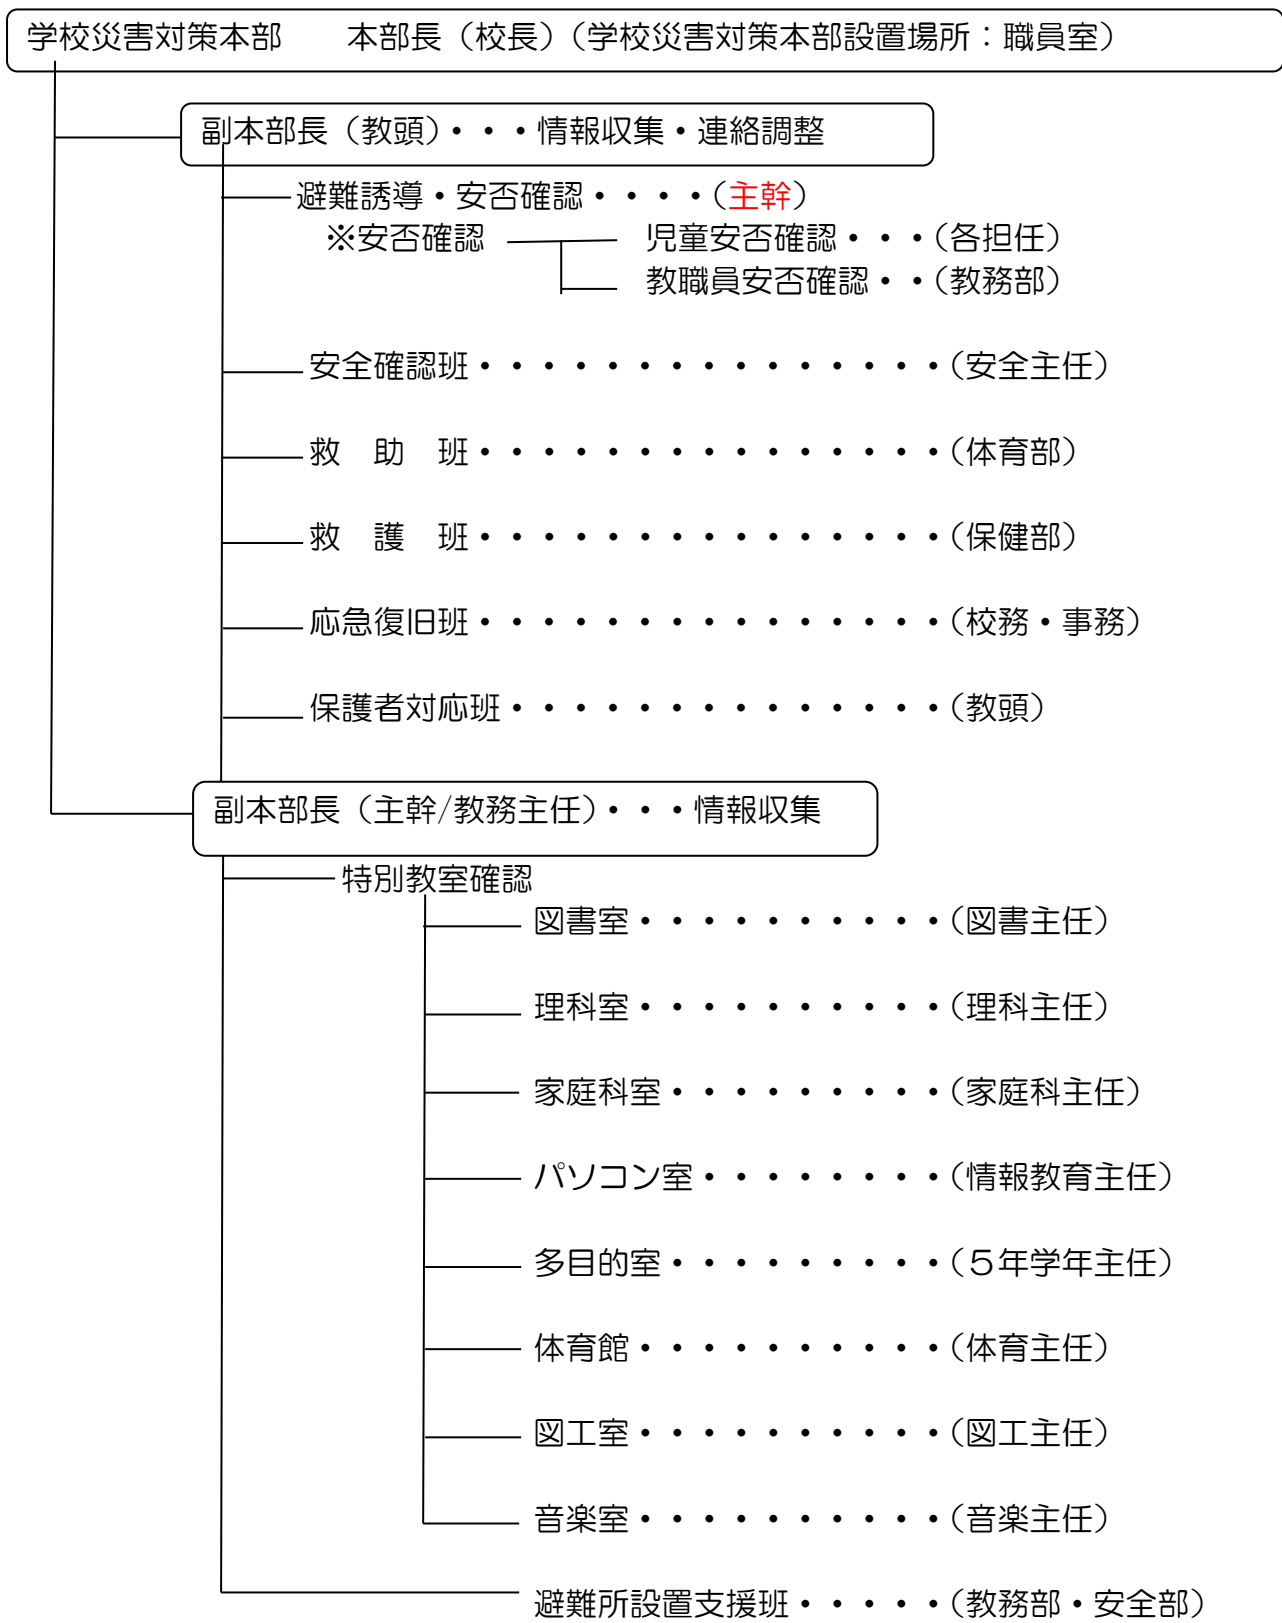 学校災害対策本部　　本部長（校長）（学校災害対策本部設置場所：職員室）
副本部長（教頭）・・・情報収集・連絡調整
避難誘導・安否確認・・・・（主幹）
※安否確認　児童安否確認・・・（各担任）
教職員安否確認・・（教務部）
安全確認班・・・・・・・・・・・・・・・（安全主任）
救　助　班・・・・・・・・・・・・・・・（体育部）
救　護　班・・・・・・・・・・・・・・・（保健部）
応急復旧班・・・・・・・・・・・・・・・（校務・事務）
保護者対応班・・・・・・・・・・・・・・（教頭）
副本部長（主幹/教務主任）・・・情報収集
特別教室確認
図書室・・・・・・・・・・（図書主任）
理科室・・・・・・・・・・（理科主任）
家庭科室・・・・・・・・・（家庭科主任）
パソコン室・・・・・・・・（情報教育主任）
多目的室・・・・・・・・・（５年学年主任）
体育館・・・・・・・・・・（体育主任）
図工室・・・・・・・・・・（図工主任）
音楽室・・・・・・・・・・（音楽主任）
避難所設置支援班・・・・・（教務部・安全部）